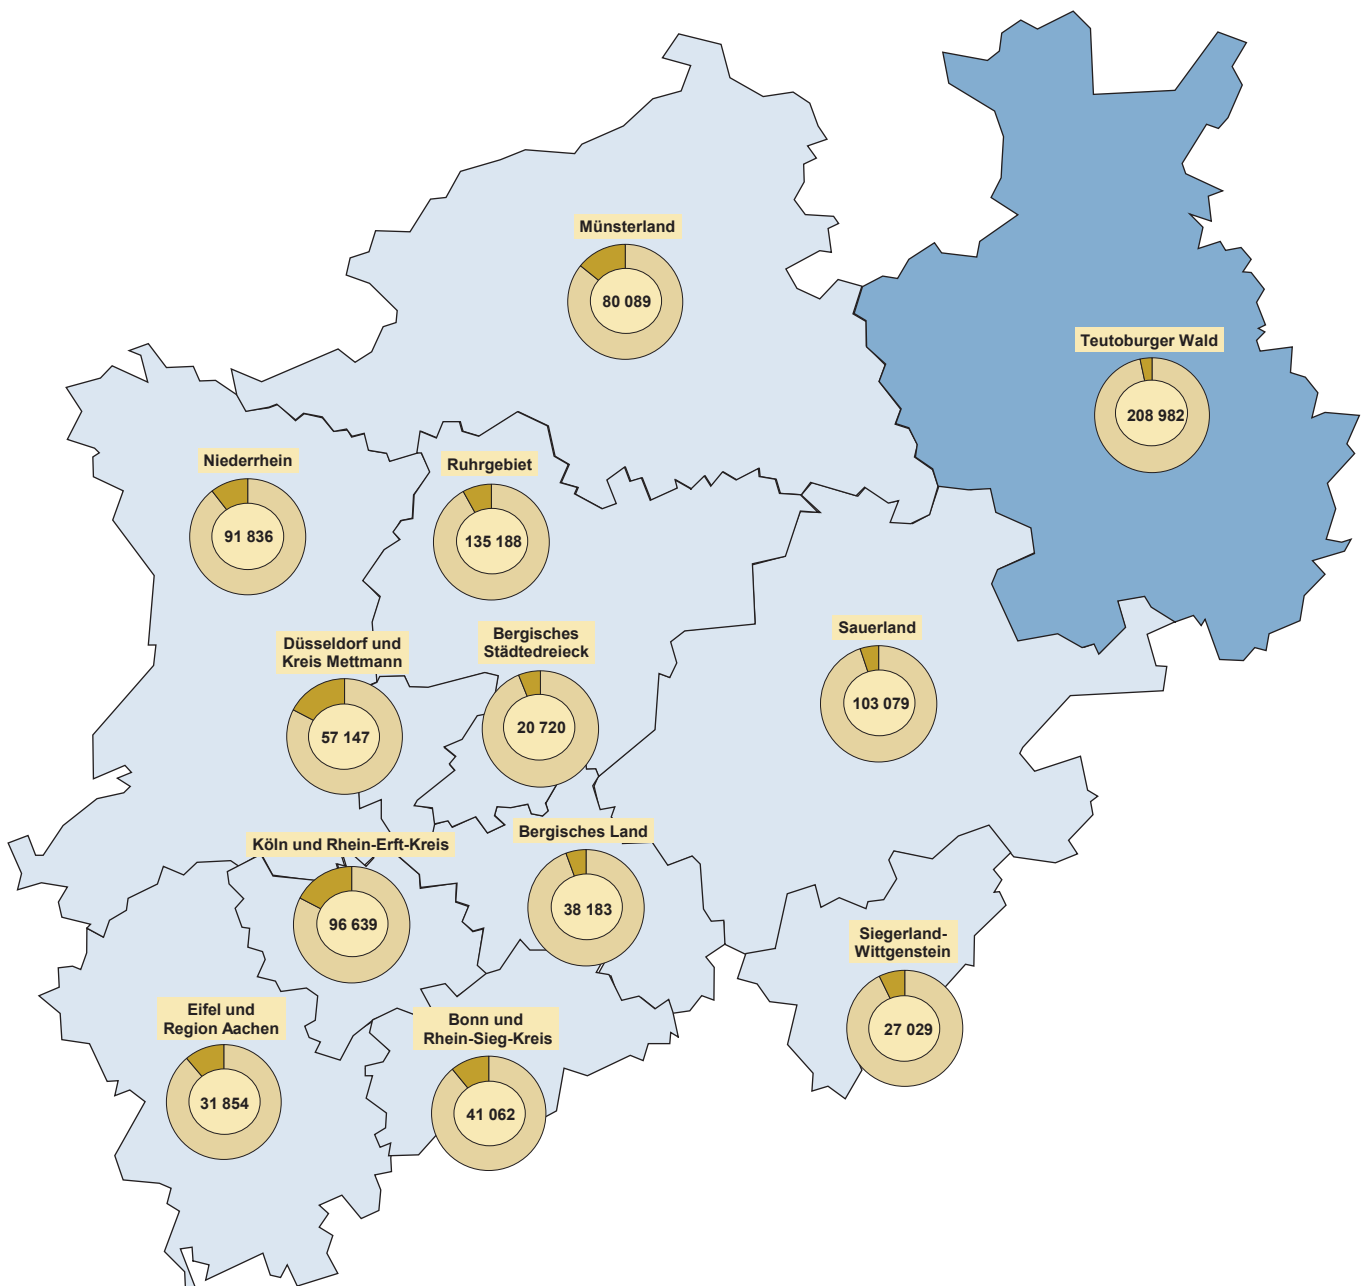 Münsterland
80 089
Teutoburger Wald
208 982
Niederrhein
91 836
Ruhrgebiet
135 188
Düsseldorf und
Kreis Mettmann
57 147
Bergisches
Städtedreieck
20 720
Sauerland
103 079
Köln und Rhein-Erft-Kreis
96 639
Bergisches Land
38 183
Siegerland-
Wittgenstein
27 029
Eifel und
Region Aachen
31 854
Bonn und
Rhein-Sieg-Kreis
41 062